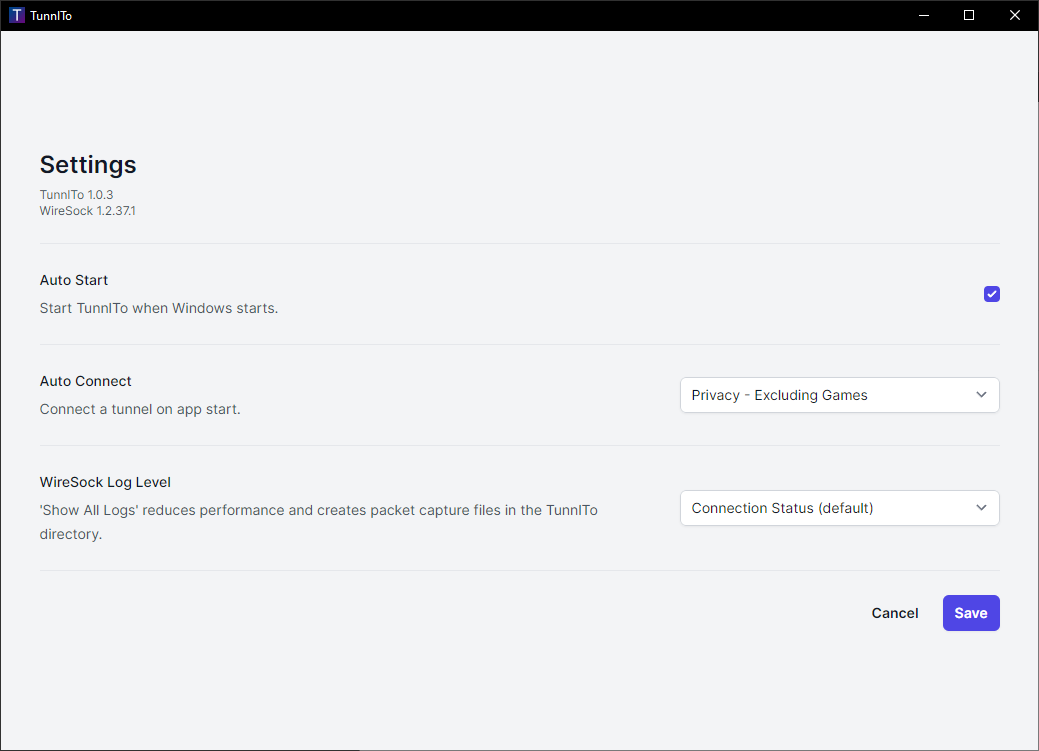 T TunnlTo
Settings
TunnlTo 1.0.3
WireSock 1.2.37.1
Auto Start
Start TunnlTo when Windows starts.
Auto Connect
Connect a tunnel on app start.
Privacy - Excluding Games
WireSock Log Level
'Show All Logs' reduces performance and creates packet capture files in the TunnlTo
directory.
Connection Status (default)
Cancel
Save